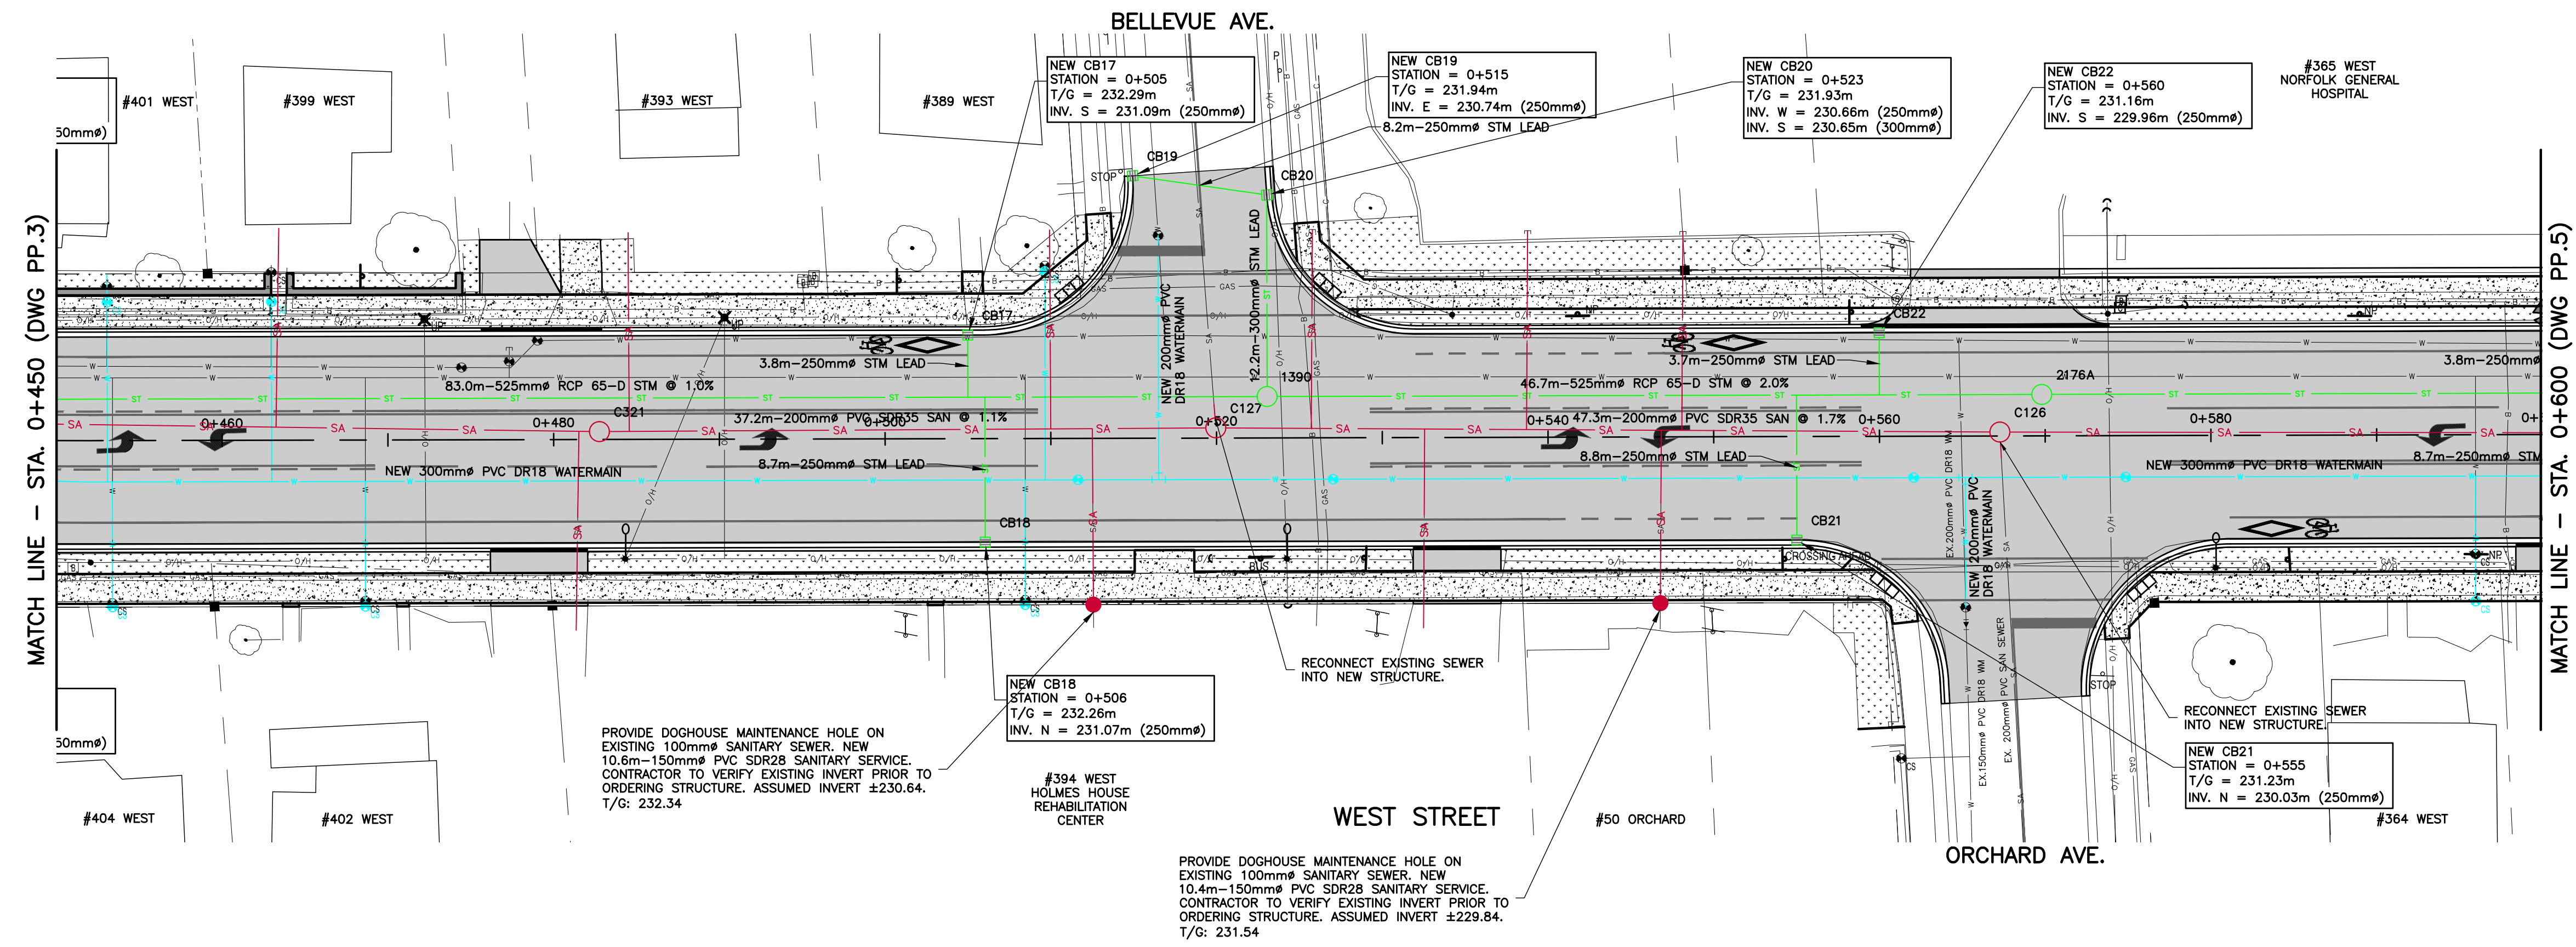 BELLEVUE AVE.
#401 WEST
#399 WEST
#393 WEST
#389 WEST
50mmø)
NEW CB17
STATION = 0+505
T/G = 232.29m
INV. S = 231.09m (250mmø)
NEW CB19
STATION = 0+515
T/G = 231.94m
INV. E = 230.74m (250mmø)
8.2m-250mmø STM LEAD
NEW CB20
STATION = 0+523
T/G = 231.93m
INV. W = 230.66m (250mmø)
INV. S = 230.65m (300mmø)
NEW CB22
STATION = 0+560
T/G = 231.16m
INV. S = 229.96m (250mmø)
#365 WEST
NORFOLK GENERAL
HOSPITAL
MATCH LINE - STA. 0+450 (DWG PP.3)
MATCH LINE - STA. 0+600 (DWG PP.5)
CB19
STOP
CB20
CB17
CB22
12.2m-300mmø STM LEAD
NEW 200mmø PVC
DR18 WATERMAIN
3.8m-250mmø STM LEAD
3.7m-250mmø STM LEAD
3.8m-250mmø
83.0m-525mmø RCP 65-D STM @ 1.0%
1390
46.7m-525mmø RCP 65-D STM @ 2.0%
2176A
C321
37.2m-200mmø PVC SDR35 SAN @ 1.1%
C127
47.3m-200mmø PVC SDR35 SAN @ 1.7%
C126
0+460
0+480
0+500
0+520
0+540
0+560
0+580
0+
NEW 300mmø PVC DR18 WATERMAIN
8.7m-250mmø STM LEAD
8.8m-250mmø STM LEAD
NEW 300mmø PVC DR18 WATERMAIN
8.7m-250mmø STM
CB18
CB21
BUS
CROSSING AHEAD
EX.200mmø PVC DR18 WM
NEW 200mmø PVC
DR18 WATERMAIN
EX.150mmø PVC DR18 WM
EX. 200mmø PVC SAN SEWER
STOP
RECONNECT EXISTING SEWER
INTO NEW STRUCTURE.
RECONNECT EXISTING SEWER
INTO NEW STRUCTURE.
50mmø)
NEW CB18
STATION = 0+506
T/G = 232.26m
INV. N = 231.07m (250mmø)
NEW CB21
STATION = 0+555
T/G = 231.23m
INV. N = 230.03m (250mmø)
PROVIDE DOGHOUSE MAINTENANCE HOLE ON
EXISTING 100mmø SANITARY SEWER. NEW
10.6m-150mmø PVC SDR28 SANITARY SERVICE.
CONTRACTOR TO VERIFY EXISTING INVERT PRIOR TO
ORDERING STRUCTURE. ASSUMED INVERT ±230.64.
T/G: 232.34
#394 WEST
HOLMES HOUSE
REHABILITATION
CENTER
#404 WEST
#402 WEST
WEST STREET
#50 ORCHARD
#364 WEST
ORCHARD AVE.
PROVIDE DOGHOUSE MAINTENANCE HOLE ON
EXISTING 100mmø SANITARY SEWER. NEW
10.4m-150mmø PVC SDR28 SANITARY SERVICE.
CONTRACTOR TO VERIFY EXISTING INVERT PRIOR TO
ORDERING STRUCTURE. ASSUMED INVERT ±229.84.
T/G: 231.54